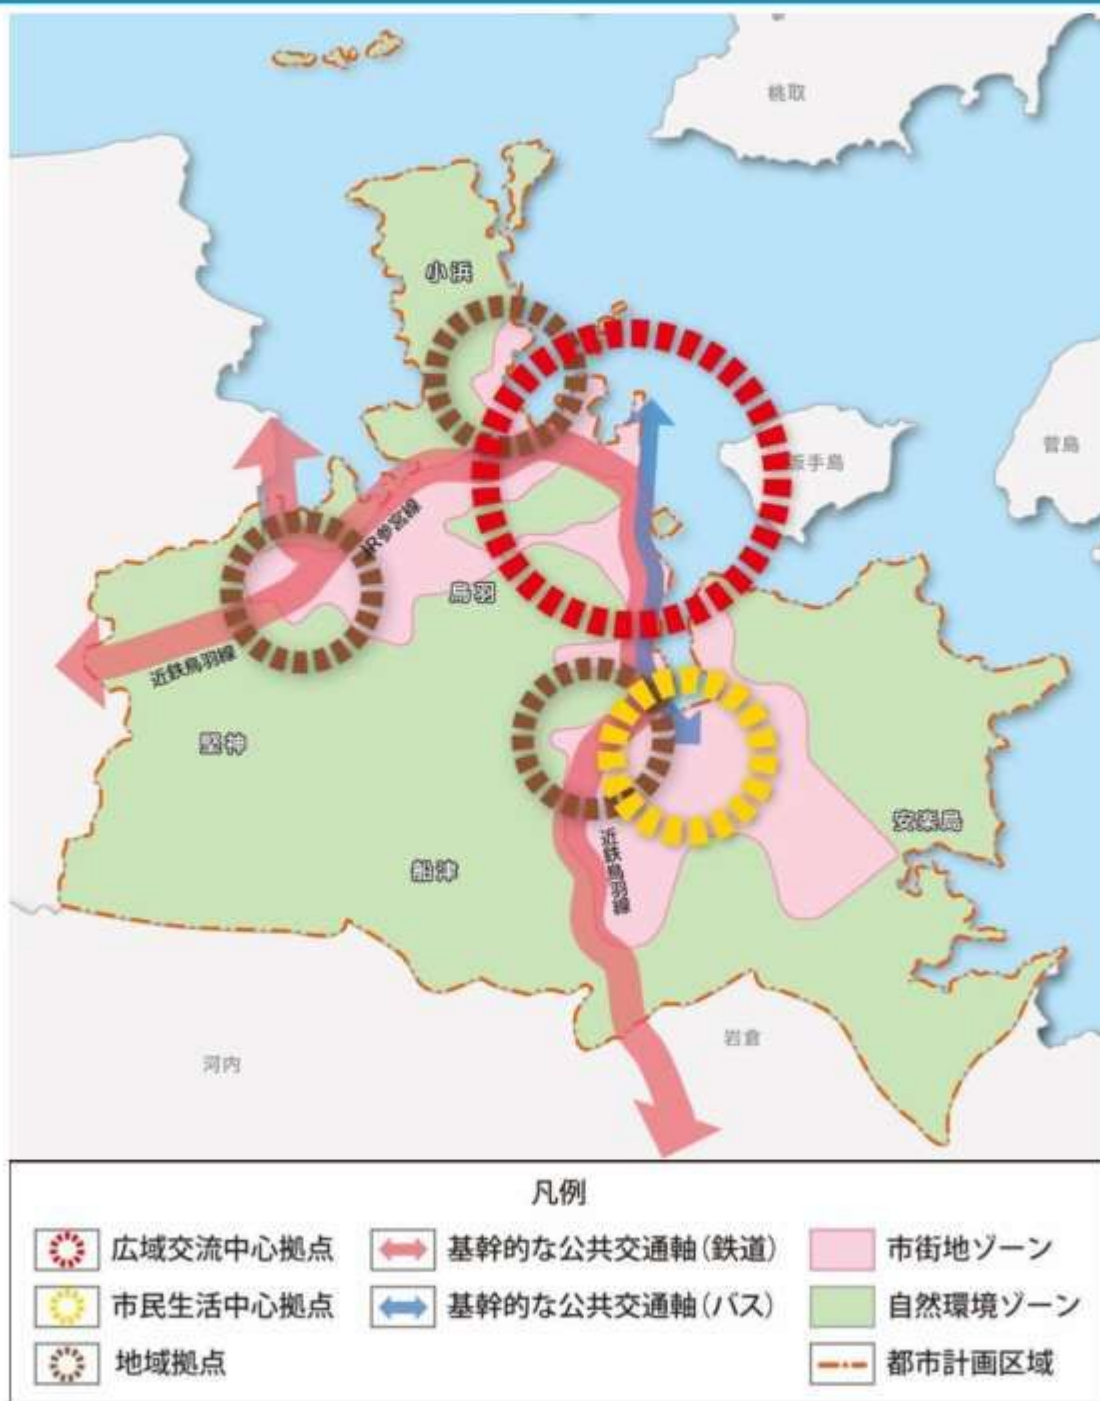 桃取
小浜
菅島
坂手島
JR参宮線
鳥羽
近鉄鳥羽線
堅神
安楽島
船津
近鉄鳥羽線
岩倉
河内
凡例
広域交流中心拠点
基幹的な公共交通軸(鉄道)
市街地ゾーン
市民生活中心拠点
基幹的な公共交通軸(バス)
自然環境ゾーン
地域拠点
都市計画区域